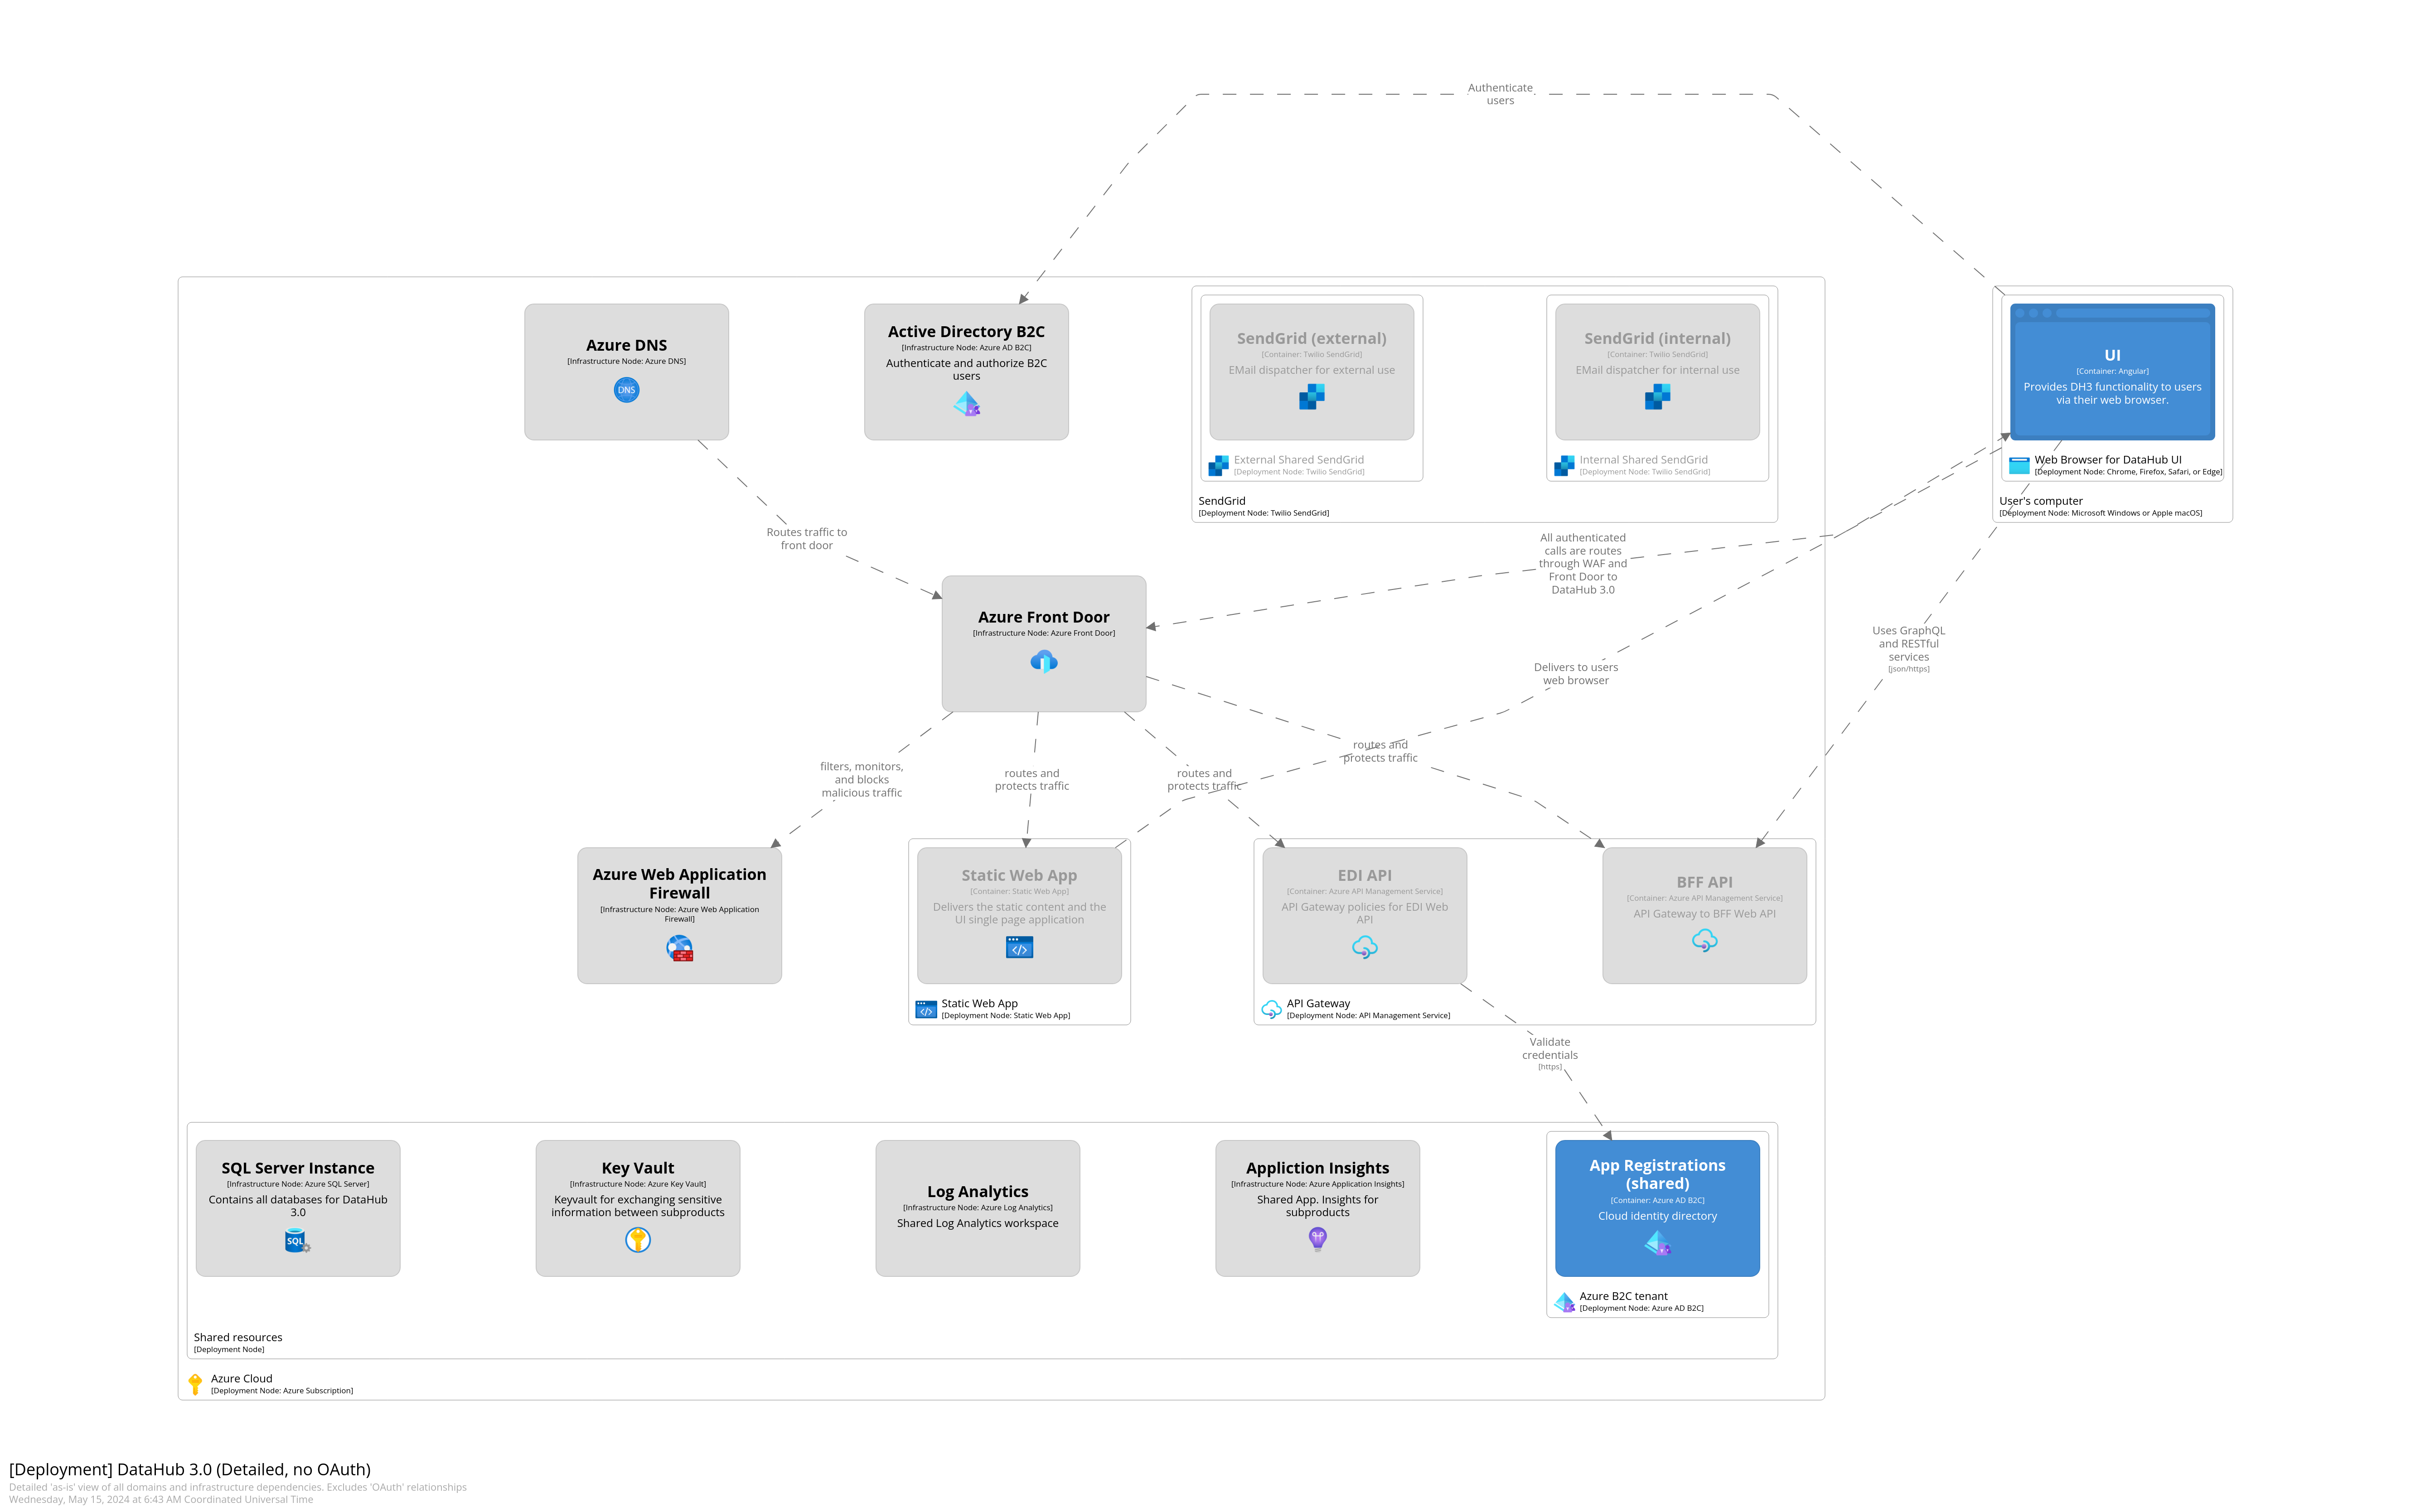 Authenticate
users
Azure DNS
[Infrastructure Node: Azure DNS]
DNS
Active Directory B2C
[Infrastructure Node: Azure AD B2C]
Authenticate and authorize B2C
users
SendGrid (external)
[Container: Twilio SendGrid]
EMail dispatcher for external use
External Shared SendGrid
[Deployment Node: Twilio SendGrid]
SendGrid (internal)
[Container: Twilio SendGrid]
EMail dispatcher for internal use
Internal Shared SendGrid
[Deployment Node: Twilio SendGrid]
SendGrid
[Deployment Node: Twilio SendGrid]
UI
[Container: Angular]
Provides DH3 functionality to users
via their web browser.
Web Browser for DataHub UI
[Deployment Node: Chrome, Firefox, Safari, or Edge]
User's computer
[Deployment Node: Microsoft Windows or Apple macOS]
Routes traffic to
front door
All authenticated
calls are routes
through WAF and
Front Door to
DataHub 3.0
Azure Front Door
[Infrastructure Node: Azure Front Door]
Delivers to users
web browser
Uses GraphQL
and RESTful
services
[json/https]
filters, monitors,
and blocks
malicious traffic
routes and
protects traffic
routes and
protects traffic
routes and
protects traffic
Azure Web Application
Firewall
[Infrastructure Node: Azure Web Application
Firewall]
Static Web App
[Container: Static Web App]
Delivers the static content and the
UI single page application
Static Web App
[Deployment Node: Static Web App]
EDI API
[Container: Azure API Management Service]
API Gateway policies for EDI Web
API
BFF API
[Container: Azure API Management Service]
API Gateway to BFF Web API
API Gateway
[Deployment Node: API Management Service]
Validate
credentials
[https]
SQL Server Instance
[Infrastructure Node: Azure SQL Server]
Contains all databases for DataHub
3.0
SQL
Key Vault
[Infrastructure Node: Azure Key Vault]
Keyvault for exchanging sensitive
information between subproducts
Log Analytics
[Infrastructure Node: Azure Log Analytics]
Shared Log Analytics workspace
Appliction Insights
[Infrastructure Node: Azure Application Insights]
Shared App. Insights for
subproducts
App Registrations
(shared)
[Container: Azure AD B2C]
Cloud identity directory
Azure B2C tenant
[Deployment Node: Azure AD B2C]
Shared resources
[Deployment Node]
Azure Cloud
[Deployment Node: Azure Subscription]
[Deployment] DataHub 3.0 (Detailed, no OAuth)
Detailed 'as-is' view of all domains and infrastructure dependencies. Excludes 'OAuth' relationships
Wednesday, May 15, 2024 at 6:43 AM Coordinated Universal Time